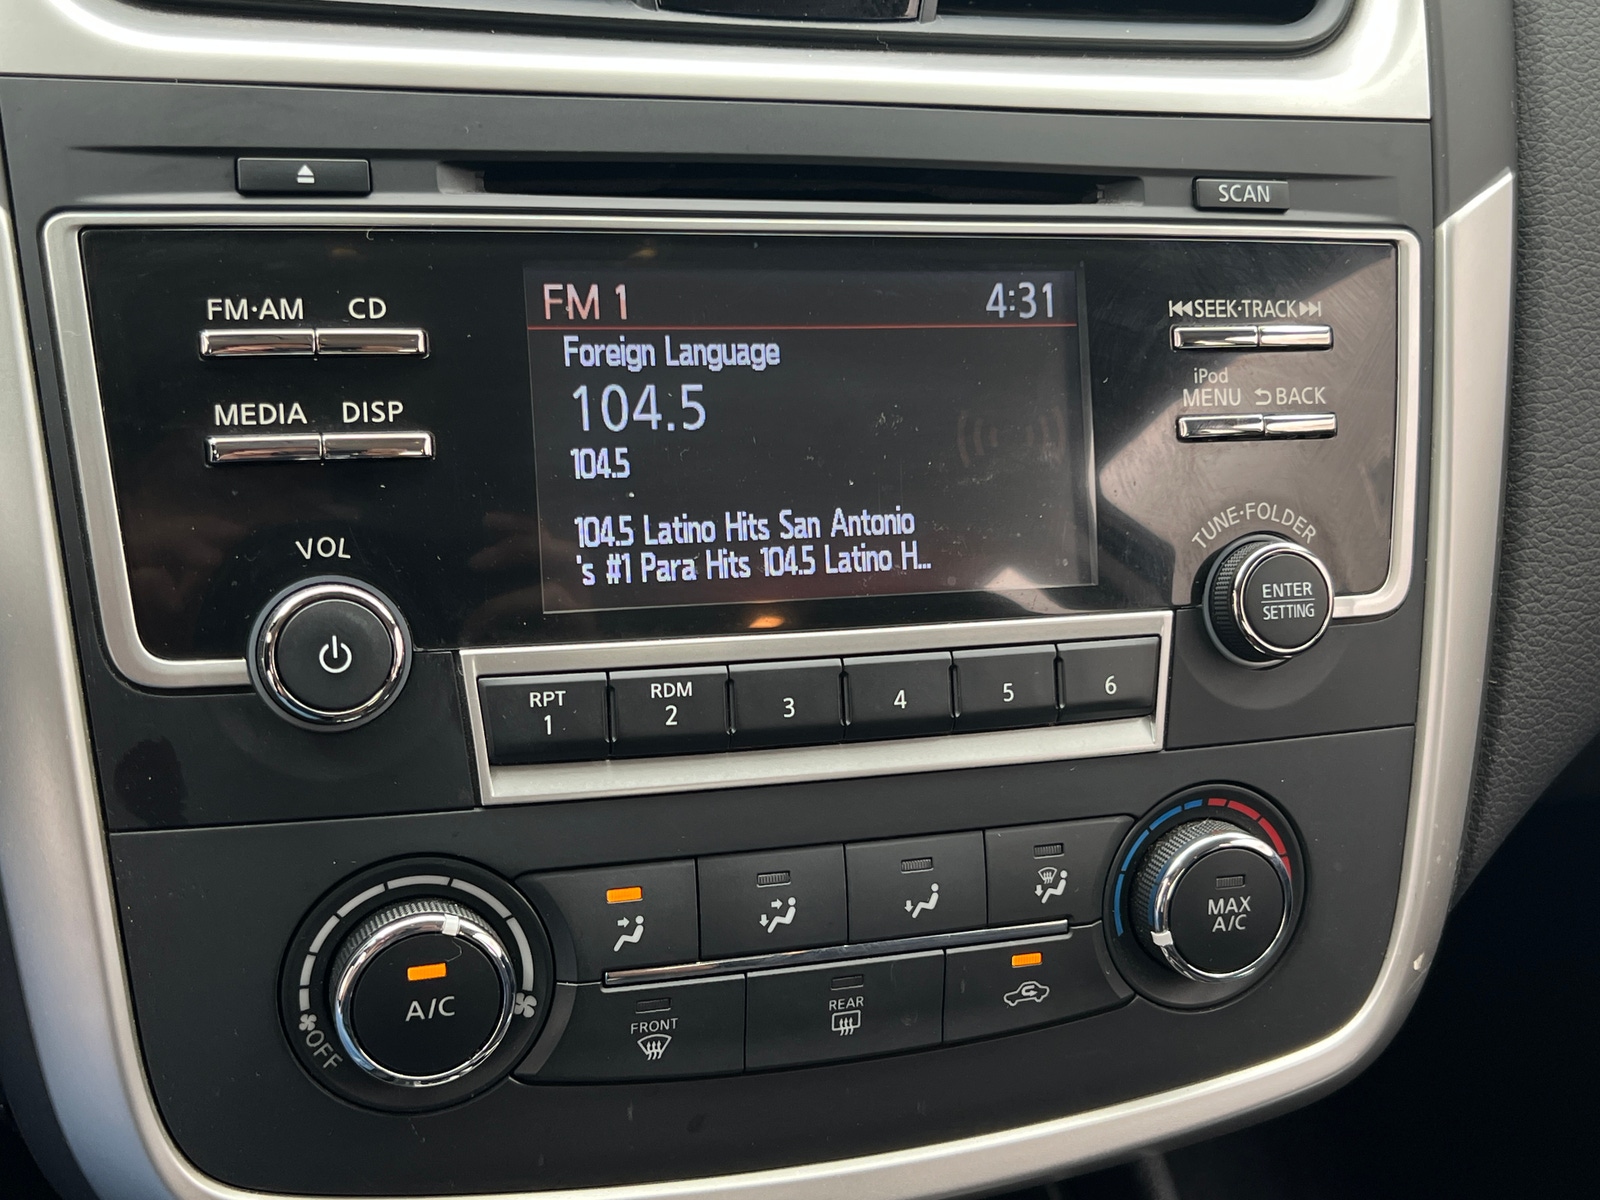 SCAN
FM·AM CD
FM 1 4:31
SEEK·TRACK
Foreign Language
iPod
MENU BACK
104.5
MEDIA DISP
104.5
104.5 Latino Hits San Antonio
's #1 Para Hits 104.5 Latino H...
VOL
TUNE·FOLDER
ENTER
SETTING
RPT
1
RDM
2
3
4
5
6
MAX
A/C
A/C
OFF
FRONT
REAR